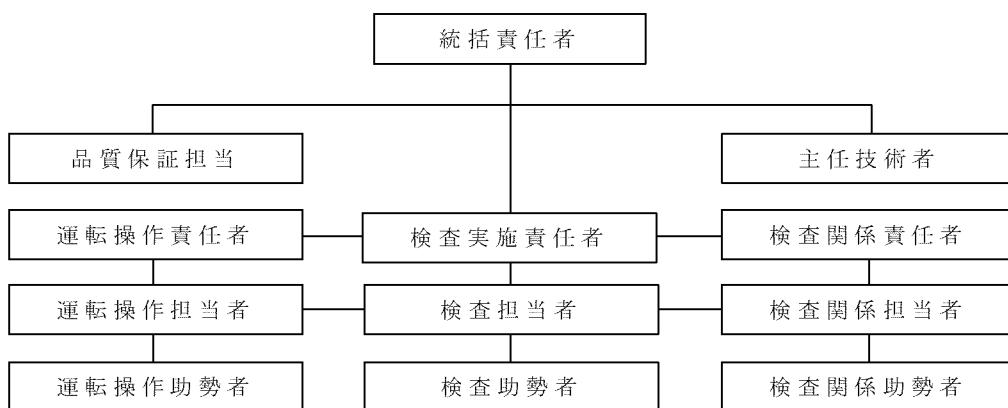 統括責任者
品質保証担当
主任技術者
運転操作責任者
検査実施責任者
検査関係責任者
運転操作担当者
検査担当者
検査関係担当者
運転操作助勢者
検査助勢者
検査関係助勢者